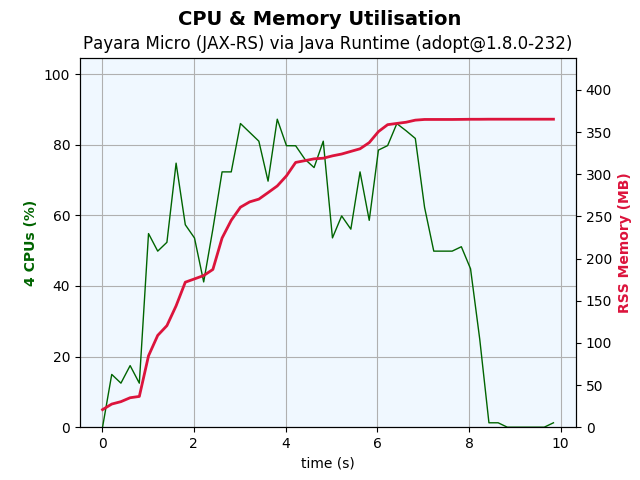 CPU & Memory Utilisation
Payara Micro (JAX-RS) via Java Runtime (adopt@1.8.0-232)
100
80
60
40
20
0
4 CPUs (%)
400
350
300
250
200
150
100
50
0
RSS Memory (MB)
0 2 4 6 8 10
time (s)